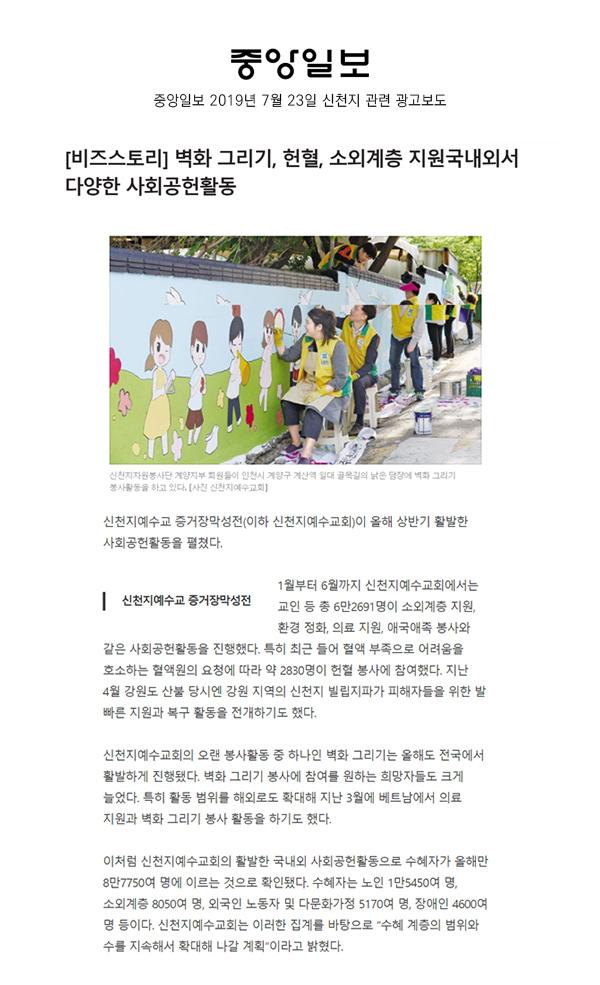 중앙일보
중앙일보 2019년 7월 23일 신천지 관련 광고보도
[비즈스토리] 벽화 그리기, 헌혈, 소외계층 지원국내외서
다양한 사회공헌활동
신천지자원봉사단 계양지부 회원들이 인천시 계양구 계산역 일대 골목길의 낡은 담장에 벽화 그리기
봉사활동을 하고 있다. [사진 신천지예수교회]
신천지예수교 증거장막성전(이하 신천지예수교회)이 올해 상반기 활발한
사회공헌활동을 펼쳤다.
신천지예수교 증거장막성전
1월부터 6월까지 신천지예수교회에서는
교인 등 총 6만2691명이 소외계층 지원,
환경 정화, 의료 지원, 애국애족 봉사와
같은 사회공헌활동을 진행했다. 특히 최근 들어 혈액 부족으로 어려움을
호소하는 혈액원의 요청에 따라 약 2830명이 헌혈 봉사에 참여했다. 지난
4월 강원도 산불 당시엔 강원 지역의 신천지 빌립지파가 피해자들을 위한 발
빠른 지원과 복구 활동을 전개하기도 했다.
신천지예수교회의 오랜 봉사활동 중 하나인 벽화 그리기는 올해도 전국에서
활발하게 진행됐다. 벽화 그리기 봉사에 참여를 원하는 희망자들도 크게
늘었다. 특히 활동 범위를 해외로도 확대해 지난 3월에 베트남에서 의료
지원과 벽화 그리기 봉사 활동을 하기도 했다.
이처럼 신천지예수교회의 활발한 국내외 사회공헌활동으로 수혜자가 올해만
8만7750여 명에 이르는 것으로 확인됐다. 수혜자는 노인 1만5450여 명,
소외계층 8050여 명, 외국인 노동자 및 다문화가정 5170여 명, 장애인 4600여
명 등이다. 신천지예수교회는 이러한 집계를 바탕으로 “수혜 계층의 범위와
수를 지속해서 확대해 나갈 계획”이라고 밝혔다.